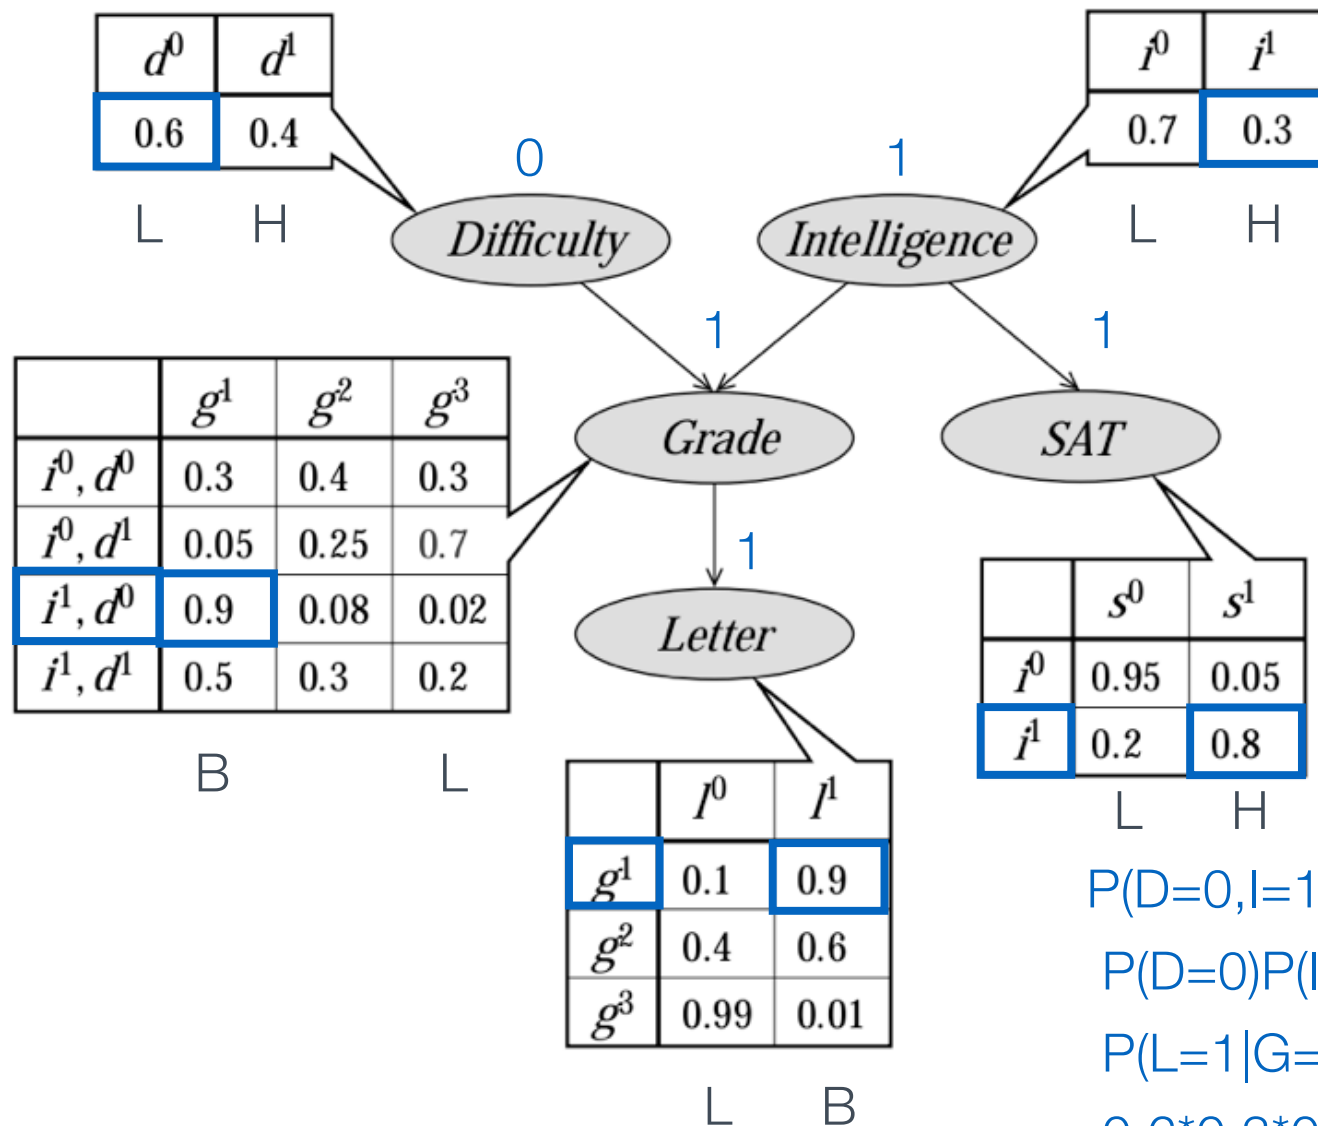 d⁰ d¹
0.6 0.4
L H
i⁰ i¹
0.7 0.3
L H
0
1
Difficulty
Intelligence
1
1
g¹ g² g³
i⁰, d⁰ 0.3 0.4 0.3
i⁰, d¹ 0.05 0.25 0.7
i¹, d⁰ 0.9 0.08 0.02
i¹, d¹ 0.5 0.3 0.2
B L
Grade
SAT
1
Letter
s⁰ s¹
i⁰ 0.95 0.05
i¹ 0.2 0.8
L H
l⁰ l¹
g¹ 0.1 0.9
g² 0.4 0.6
g³ 0.99 0.01
L B
P(D=0,I=1
P(D=0)P(I
P(L=1|G=